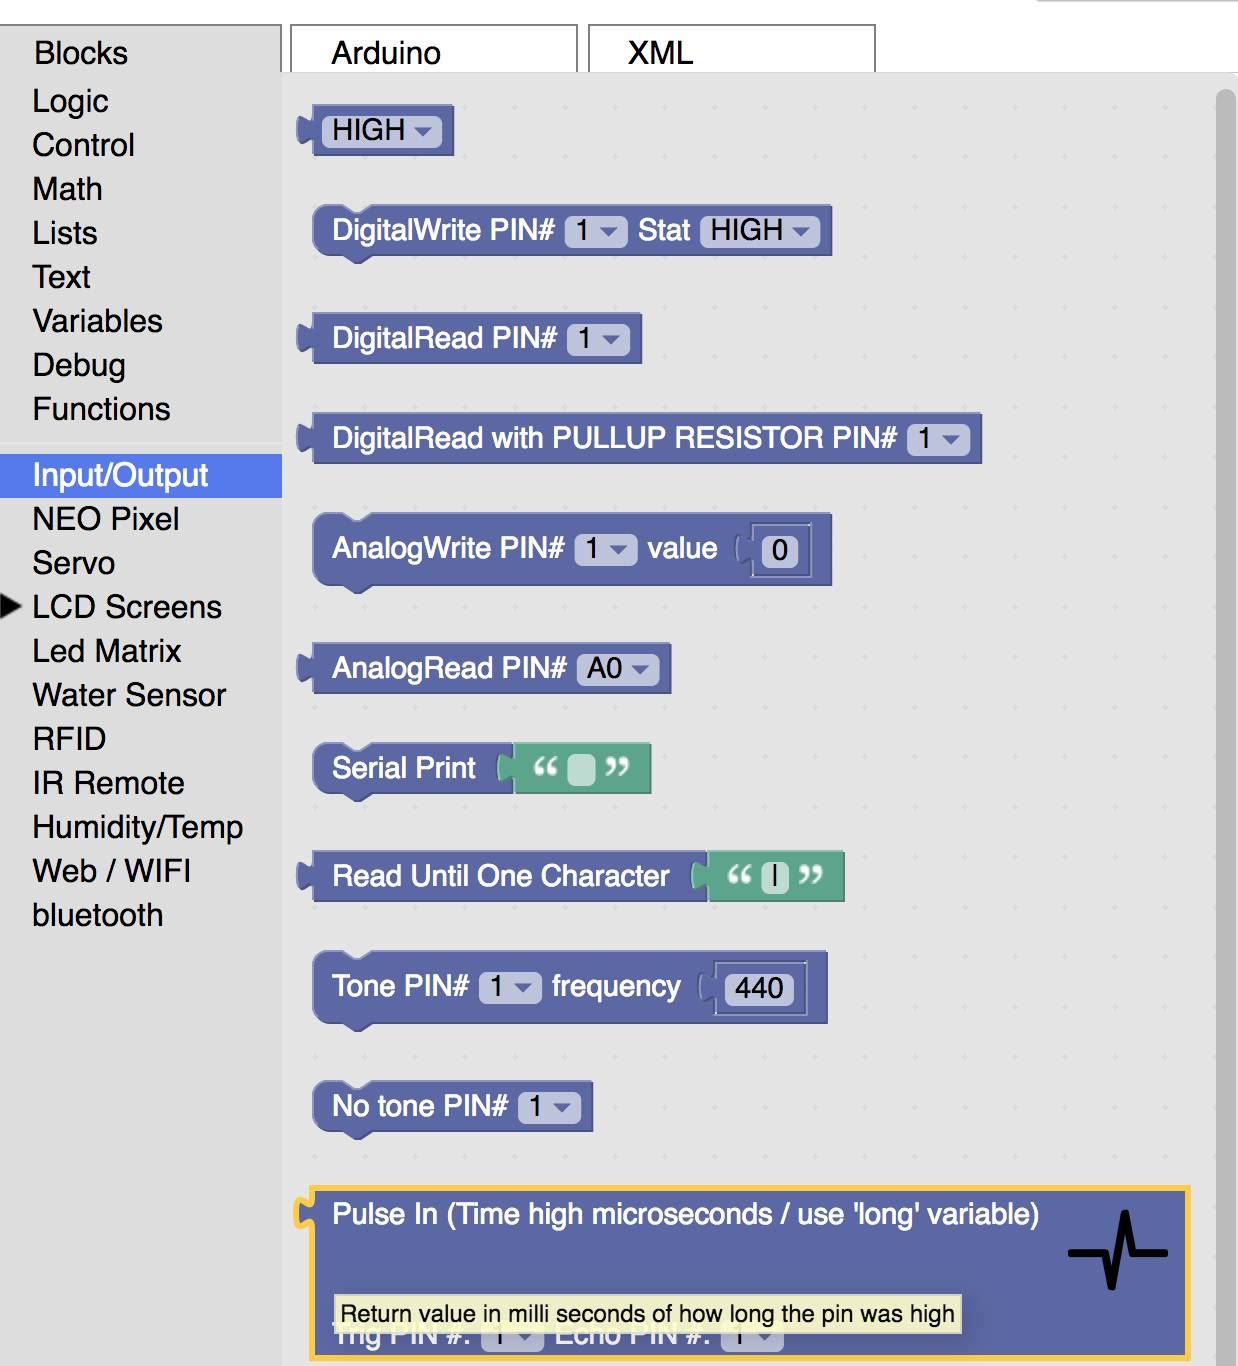 Blocks
Arduino
XML
Logic
Control
Math
Lists
Text
Variables
Debug
Functions
Input/Output
NEO Pixel
Servo
LCD Screens
Led Matrix
Water Sensor
RFID
IR Remote
Humidity/Temp
Web / WIFI
bluetooth
HIGH
DigitalWrite PIN# 1 Stat HIGH
DigitalRead PIN# 1
DigitalRead with PULLUP RESISTOR PIN# 1
AnalogWrite PIN# 1 value 0
AnalogRead PIN# A0
Serial Print “ ”
Read Until One Character “ | ”
Tone PIN# 1 frequency 440
No tone PIN# 1
Pulse In (Time high microseconds / use 'long' variable)
Return value in milli seconds of how long the pin was high
Trig PIN #: 1 Echo PIN #: 1